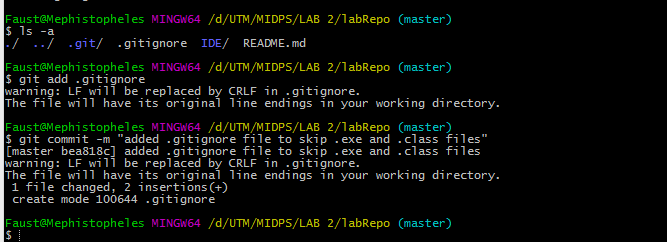 Faust@Mephistopheles MINGW64 /d/UTM/MIDPS/LAB 2/labRepo (master)
$ ls -a
./  ../  .git/  .gitignore  IDE/  README.md
Faust@Mephistopheles MINGW64 /d/UTM/MIDPS/LAB 2/labRepo (master)
$ git add .gitignore
warning: LF will be replaced by CRLF in .gitignore.
The file will have its original line endings in your working directory.
Faust@Mephistopheles MINGW64 /d/UTM/MIDPS/LAB 2/labRepo (master)
$ git commit -m "added .gitignore file to skip .exe and .class files"
[master bea818c] added .gitignore file to skip .exe and .class files
warning: LF will be replaced by CRLF in .gitignore.
The file will have its original line endings in your working directory.
 1 file changed, 2 insertions(+)
 create mode 100644 .gitignore
Faust@Mephistopheles MINGW64 /d/UTM/MIDPS/LAB 2/labRepo (master)
$